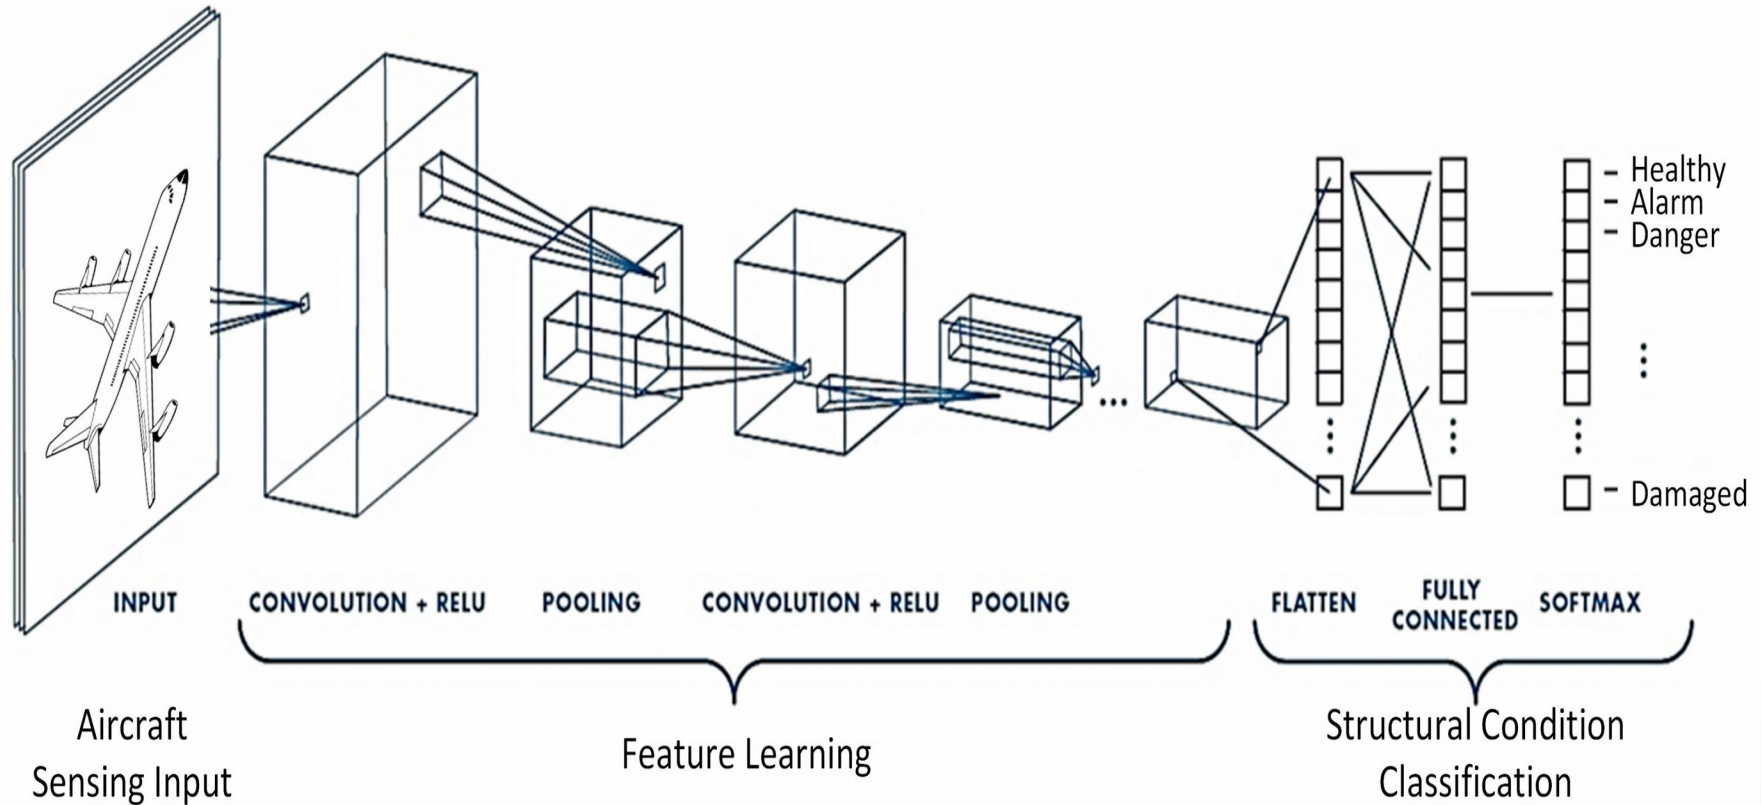 Healthy
Alarm
Danger
Damaged
INPUT
CONVOLUTION + RELU
POOLING
CONVOLUTION + RELU
POOLING
FLATTEN
FULLY
CONNECTED
SOFTMAX
Aircraft
Sensing Input
Feature Learning
Structural Condition
Classification